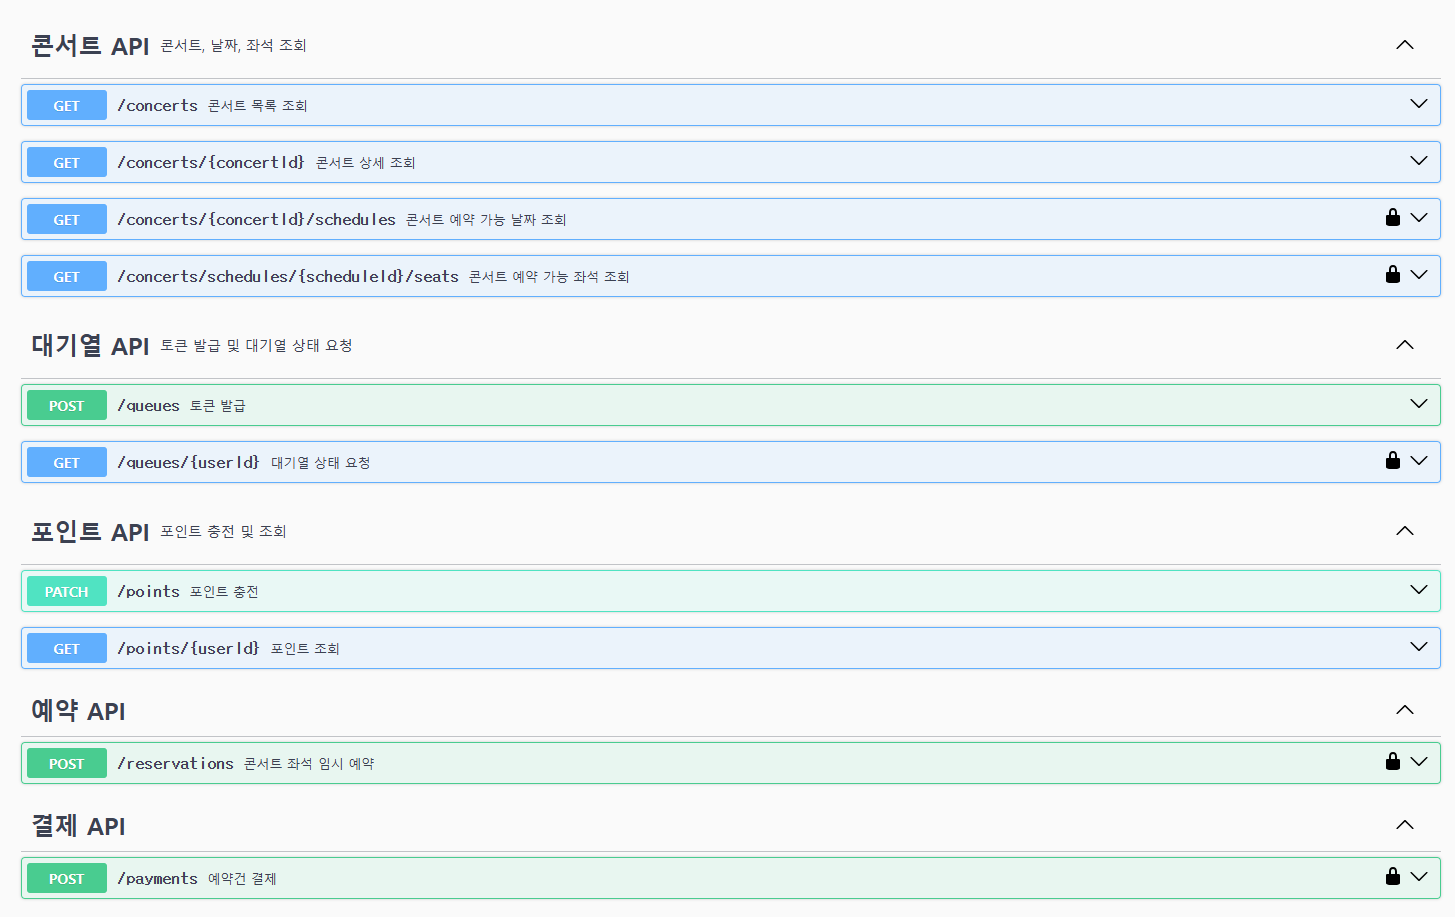 콘서트 API 콘서트, 날짜, 좌석 조회
GET /concerts 콘서트 목록 조회
GET /concerts/{concertId} 콘서트 상세 조회
GET /concerts/{concertId}/schedules 콘서트 예약 가능 날짜 조회
GET /concerts/schedules/{scheduleId}/seats 콘서트 예약 가능 좌석 조회
대기열 API 토큰 발급 및 대기열 상태 요청
POST /queues 토큰 발급
GET /queues/{userId} 대기열 상태 요청
포인트 API 포인트 충전 및 조회
PATCH /points 포인트 충전
GET /points/{userId} 포인트 조회
예약 API
POST /reservations 콘서트 좌석 임시 예약
결제 API
POST /payments 예약건 결제